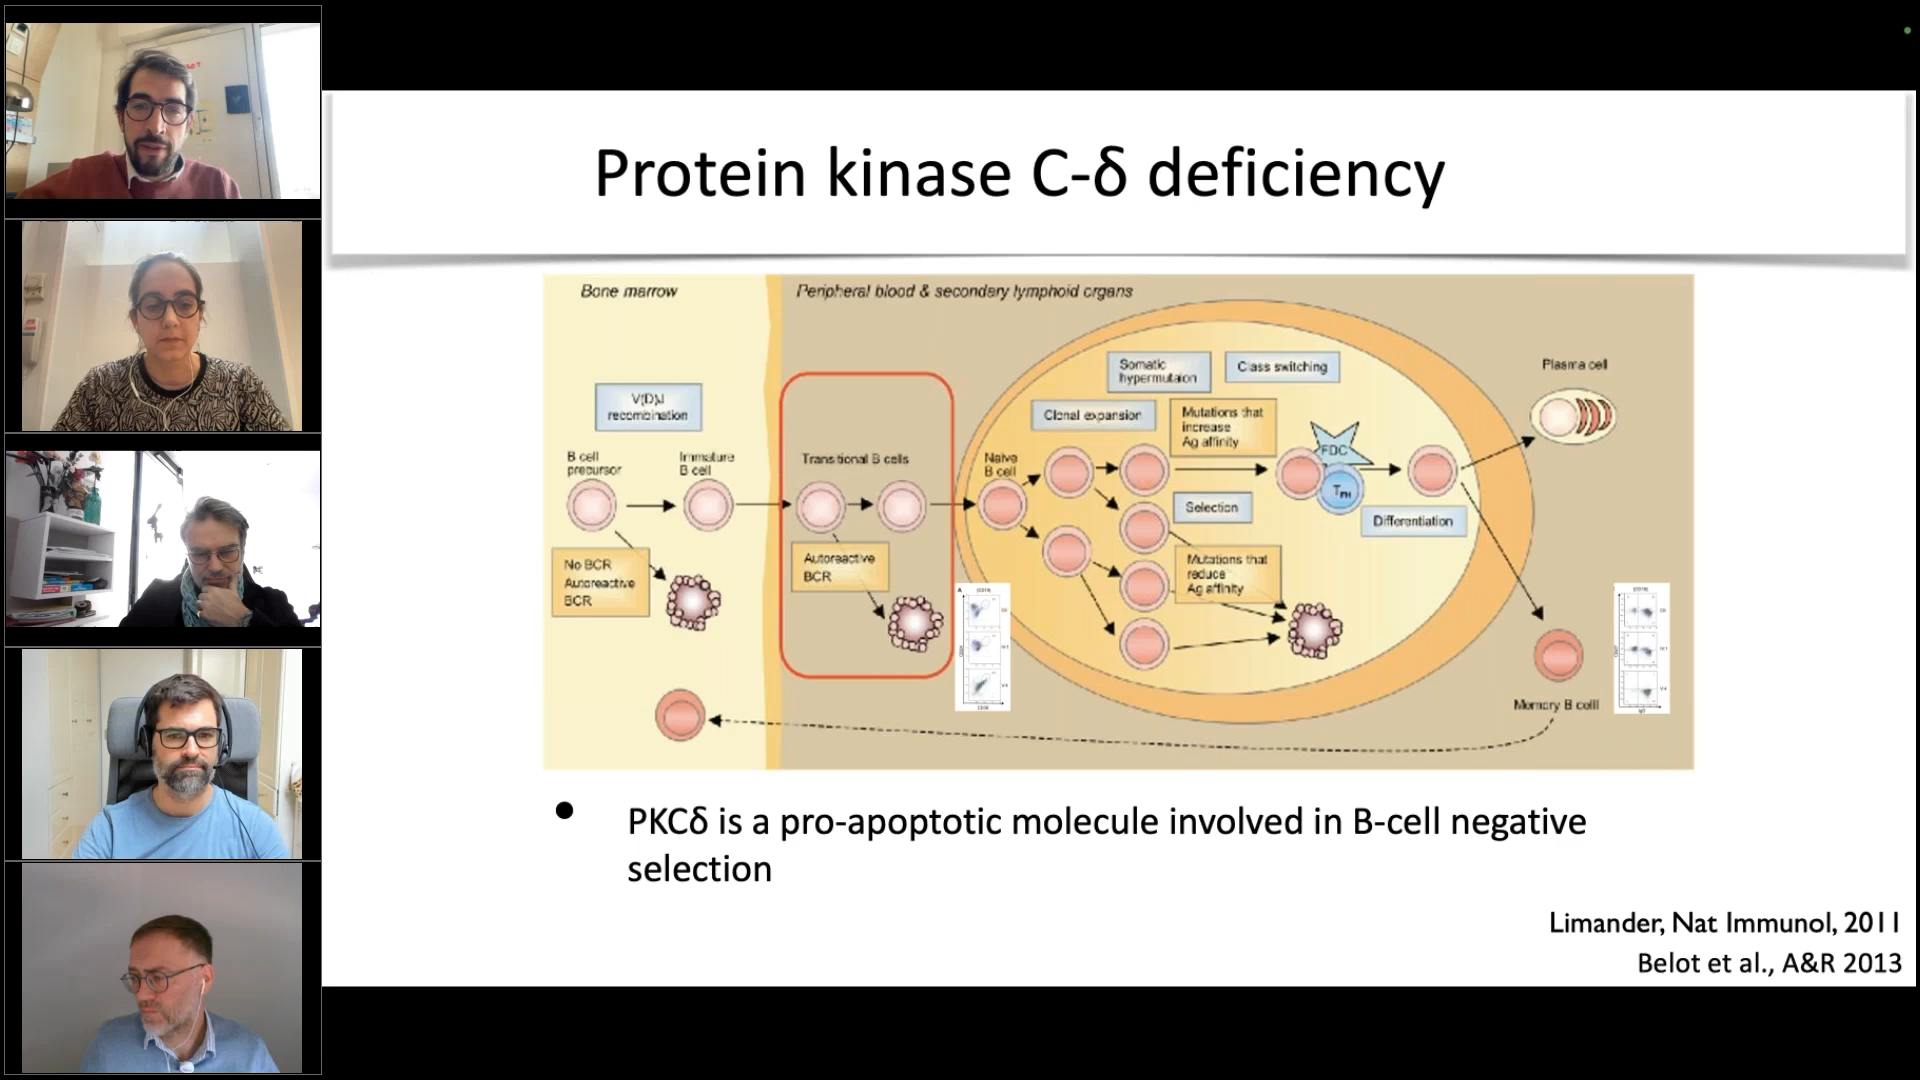 Protein kinase C-δ deficiency
Bone marrow
Peripheral blood & secondary lymphoid organs
V(D)J
recombination
B cell
precursor
Immature
B cell
No BCR
Autoreactive
BCR
Transitional B cells
Autoreactive
BCR
Naive
B cell
Clonal expansion
Somatic
hypermutaion
Class switching
Mutations that
increase
Ag affinity
Selection
Mutations that
reduce
Ag affinity
FDC
TFH
Differentiation
Plasma cell
Memory B celll
• PKCδ is a pro-apoptotic molecule involved in B-cell negative
selection
Limander, Nat Immunol, 2011
Belot et al., A&R 2013